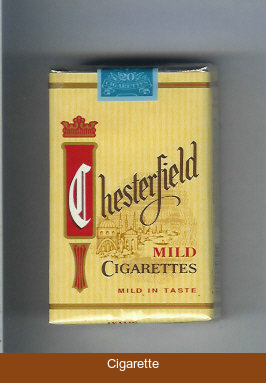 20
CIGARETTES
Chesterfield
MILD
CIGARETTES
MILD IN TASTE
Cigarette